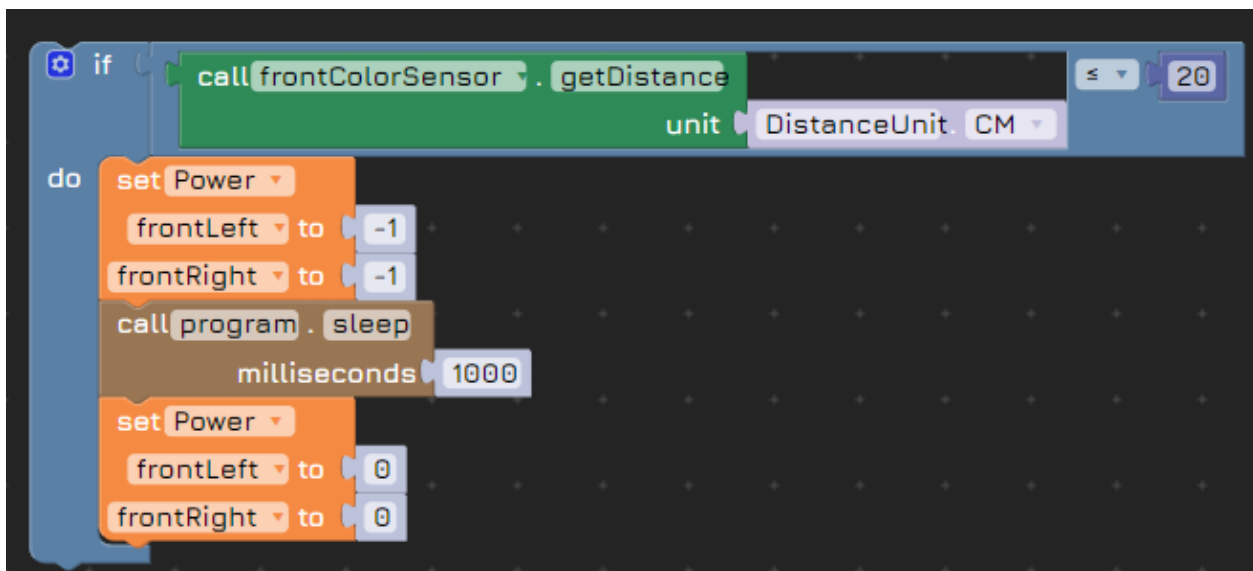 if call frontColorSensor . getDistance ≤ 20
unit DistanceUnit. CM
do set Power
frontLeft to -1
frontRight to -1
call program . sleep
milliseconds 1000
set Power
frontLeft to 0
frontRight to 0